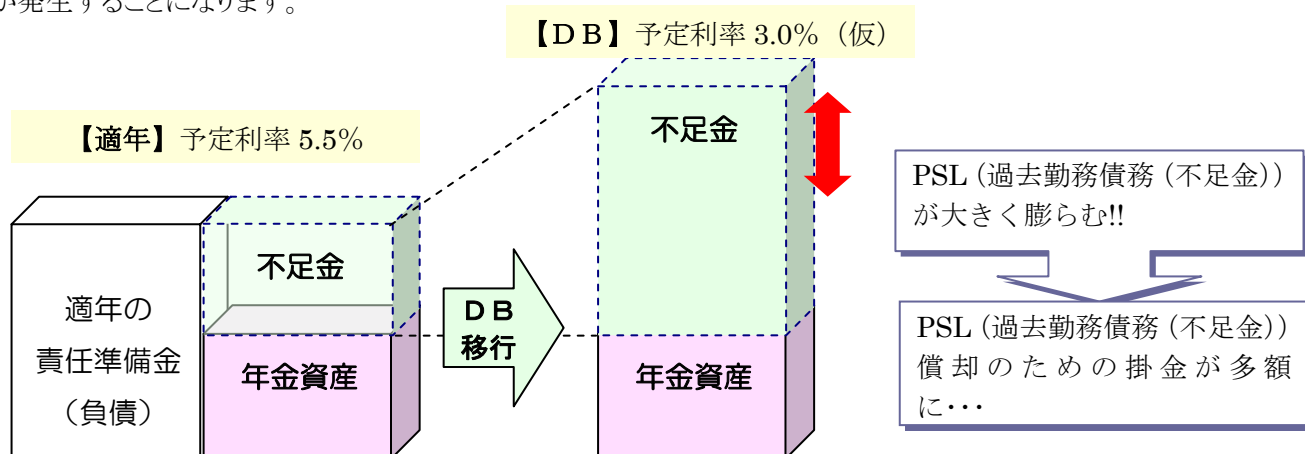 が発生することになります。
【DB】予定利率 3.0%（仮）
【適年】予定利率 5.5%
不足金
不足金
適年の
責任準備金
（負債）
年金資産
DB
移行
年金資産
PSL（過去勤務債務（不足金））
が大きく膨らむ!!
PSL（過去勤務債務（不足金））
償却のための掛金が多額
に・・・